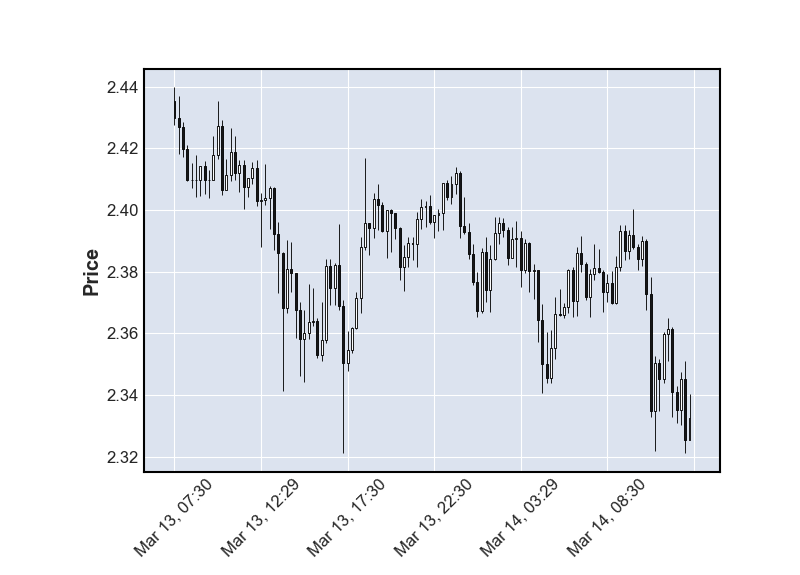 2.44
2.42
2.40
2.38
2.36
2.34
2.32
Price
Mar 13, 07:30
Mar 13, 12:29
Mar 13, 17:30
Mar 13, 22:30
Mar 14, 03:29
Mar 14, 08:30